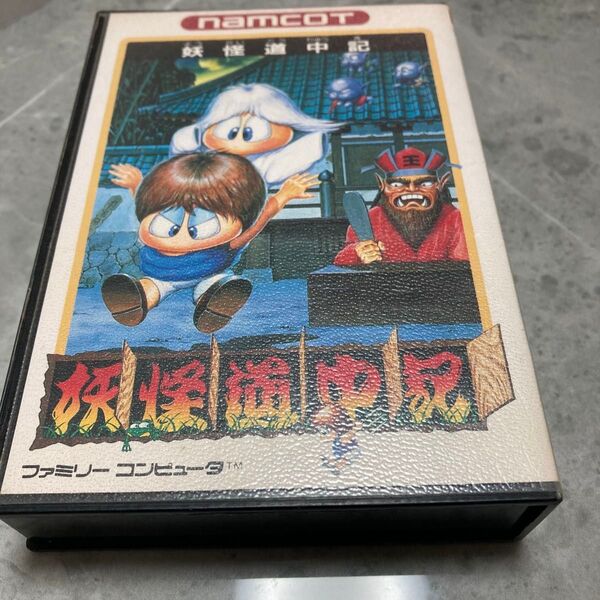 namcot
妖怪道中記
王
妖怪道中記
ファミリー コンピュータ™